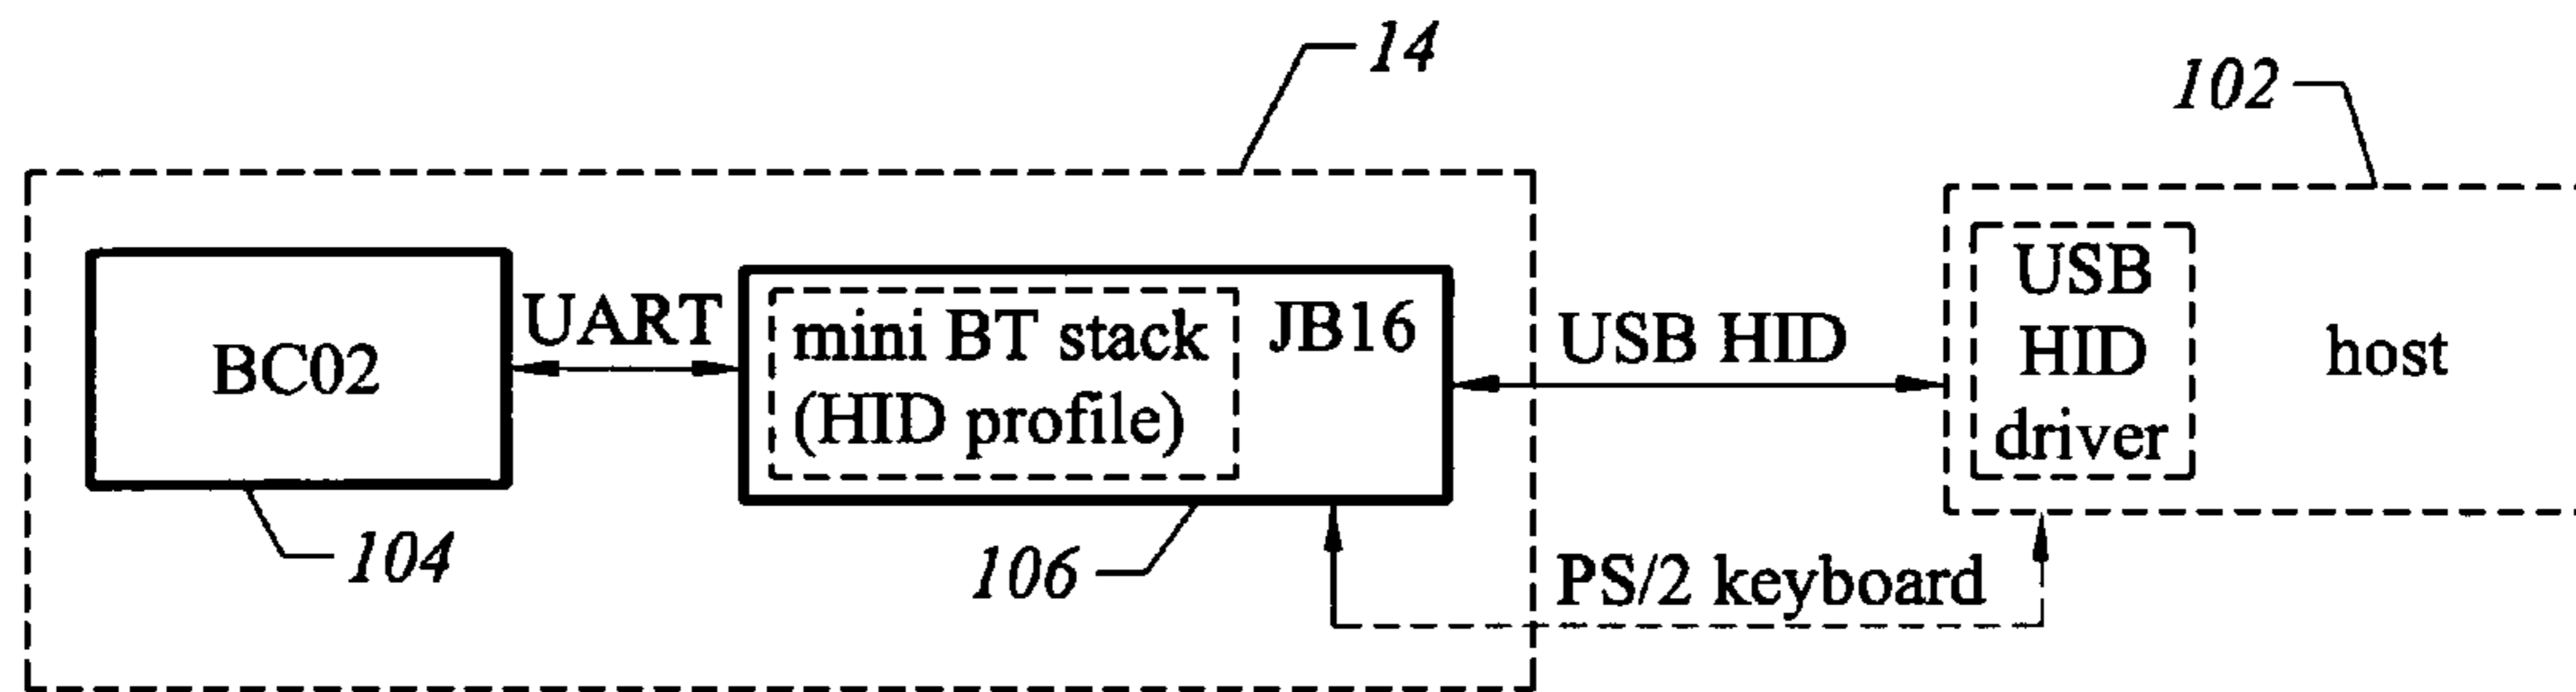 14
102
BC02
UART
mini BT stack
(HID profile)
JB16
USB HID
USB
HID
driver
host
104
106
PS/2 keyboard